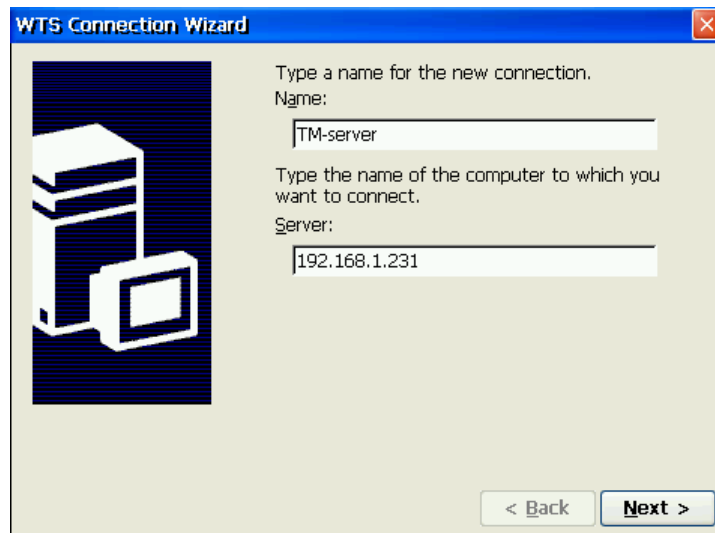 WTS Connection Wizard
Type a name for the new connection.
Name:
TM-server
Type the name of the computer to which you
want to connect.
Server:
192.168.1.231
< Back
Next >